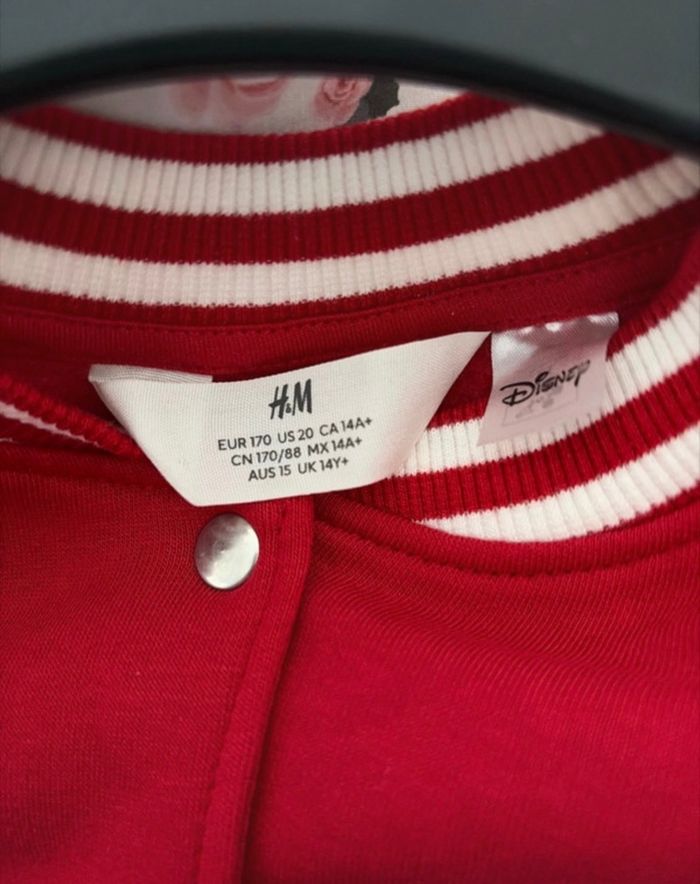 H&M
EUR 170 US 20 CA 14A+
CN 170/88 MX 14A+
AUS 15 UK 14Y+
Disney